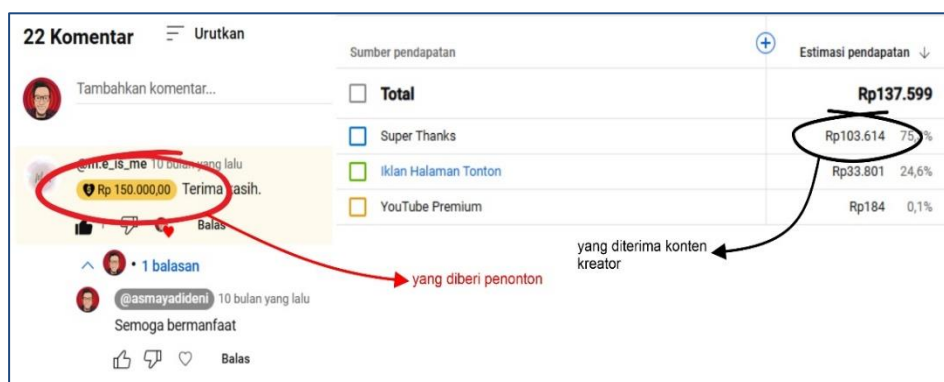 22 Komentar
Urutkan
Tambahkan komentar...
@m.e_is_me 10 bulan yang lalu
Rp 150.000,00 Terima kasih.
1
Balas
1 balasan
@asmayadideni 10 bulan yang lalu
Semoga bermanfaat
Balas
yang diberi penonton
Sumber pendapatan
Estimasi pendapatan
Total Rp137.599
Super Thanks Rp103.614
Iklan Halaman Tonton Rp33.801 24,6%
YouTube Premium Rp184 0,1%
yang diterima konten
kreator